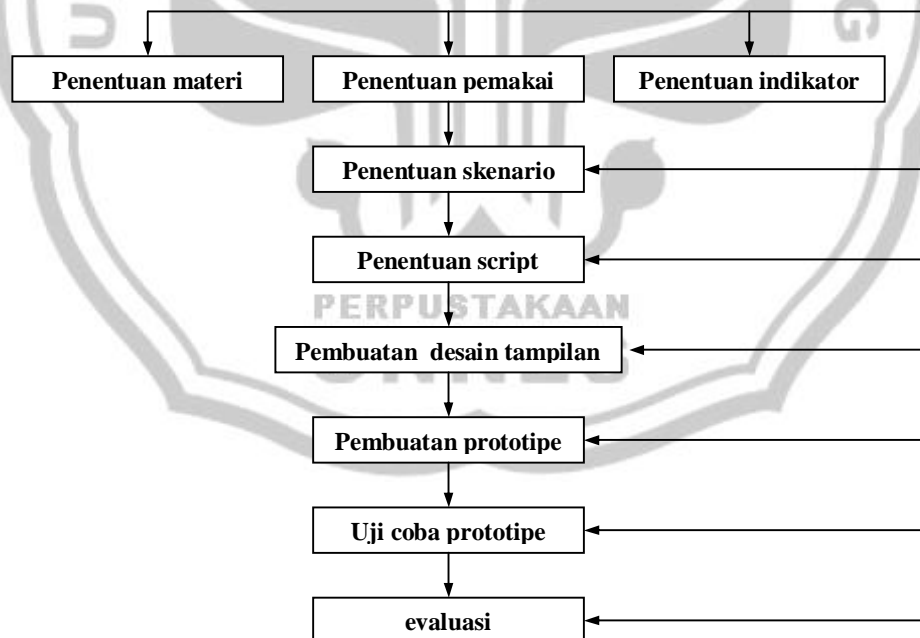 Penentuan materi
Penentuan pemakai
Penentuan indikator
Penentuan skenario
Penentuan script
PERPUSTAKAAN
Pembuatan desain tampilan
Pembuatan prototipe
Uji coba prototipe
evaluasi